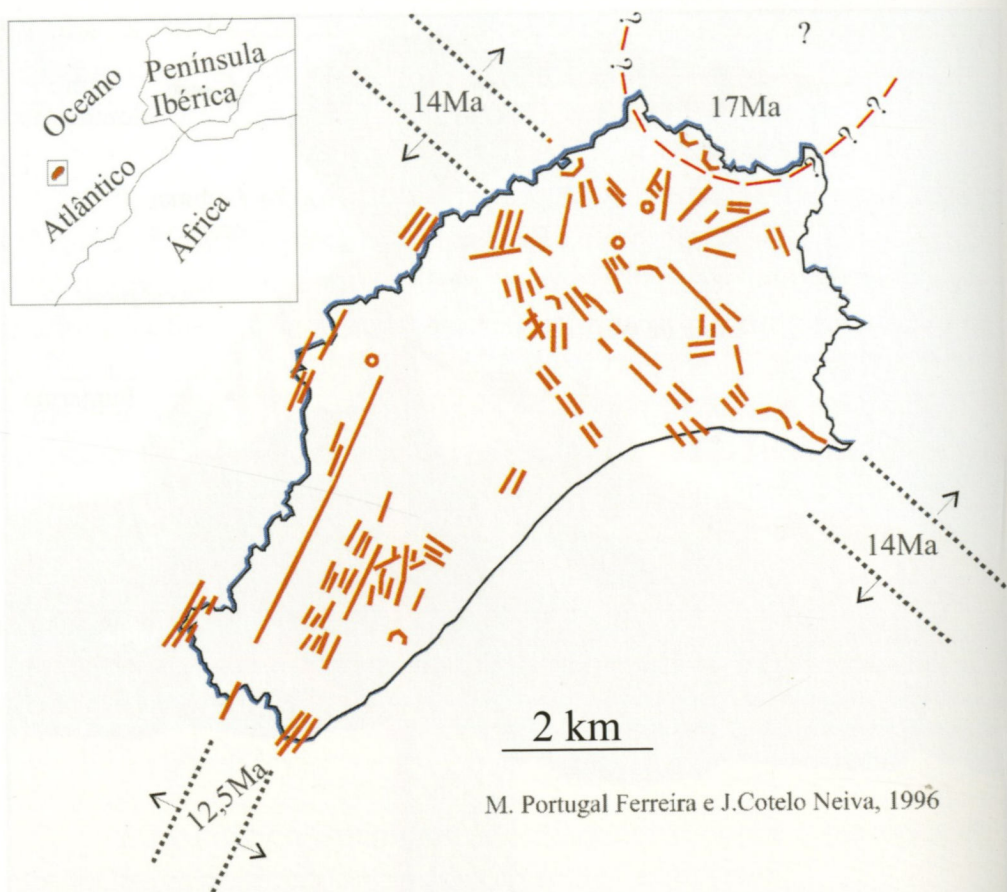 Península
Ibérica
Oceano
Atlântico
África
14Ma
17Ma
?
?
?
?
?
?
14Ma
12,5Ma
2 km
M. Portugal Ferreira e J.Cotelo Neiva, 1996